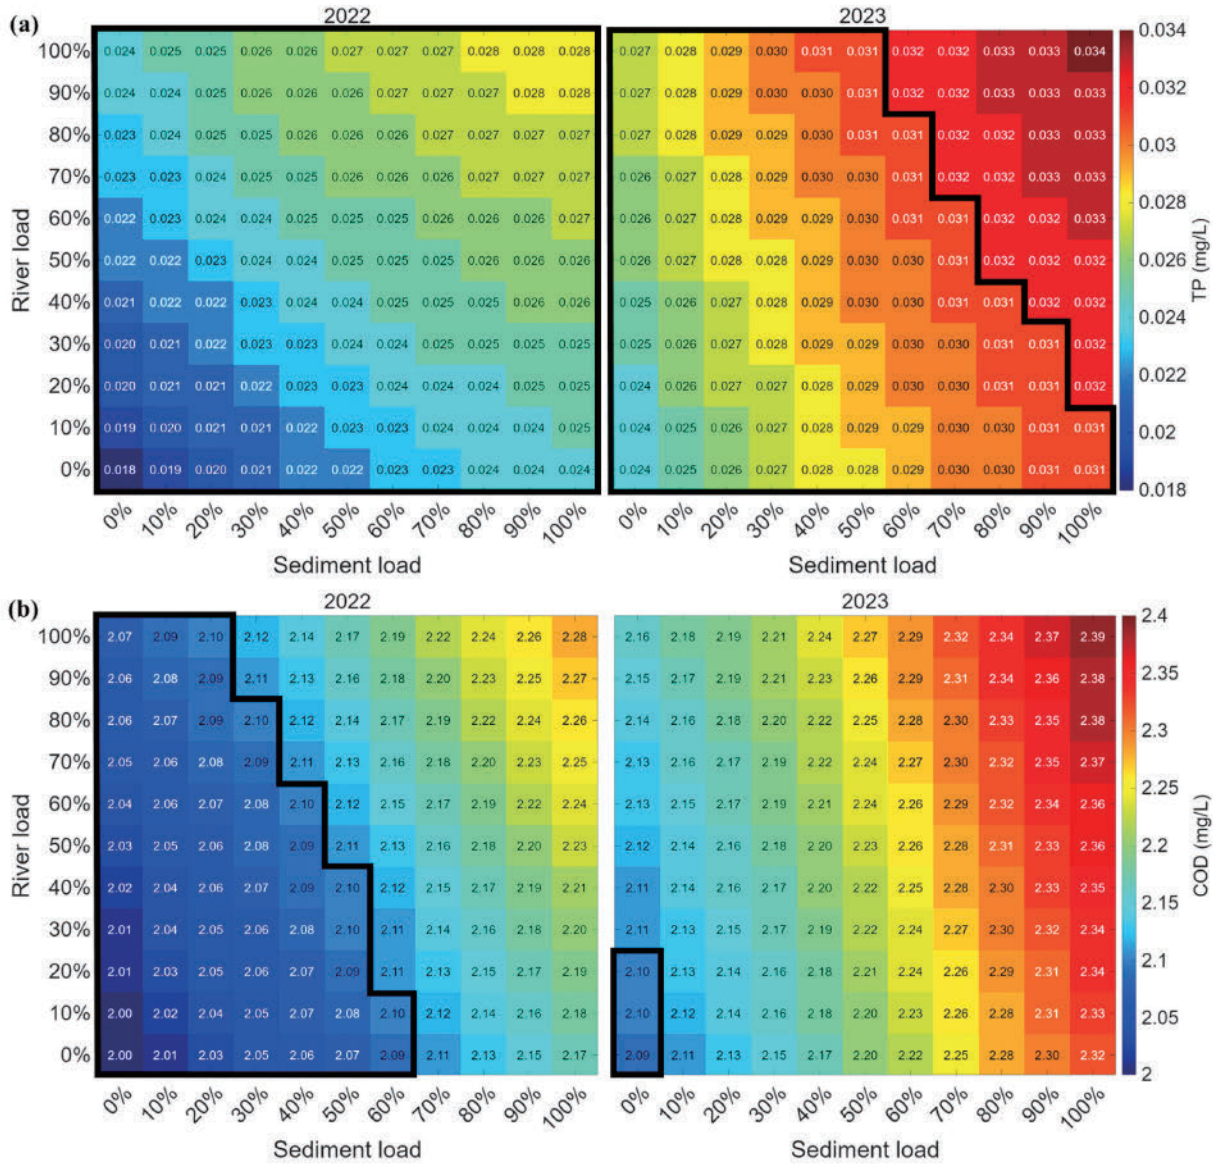 (a)
2022 2023
100% 0.024 0.025 0.025 0.026 0.026 0.027 0.027 0.027 0.028 0.028 0.028 0.027 0.028 0.029 0.030 0.031 0.031 0.032 0.032 0.033 0.033 0.034 0.034
90% 0.024 0.024 0.025 0.026 0.026 0.026 0.027 0.027 0.027 0.028 0.028 0.027 0.028 0.029 0.030 0.030 0.031 0.032 0.032 0.033 0.033 0.033
0.032
80% 0.023 0.024 0.025 0.025 0.026 0.026 0.026 0.027 0.027 0.027 0.027 0.027 0.028 0.029 0.029 0.030 0.031 0.031 0.032 0.032 0.033 0.033
0.03
70% 0.023 0.023 0.024 0.025 0.025 0.026 0.026 0.026 0.027 0.027 0.027 0.026 0.027 0.028 0.029 0.030 0.030 0.031 0.032 0.032 0.033 0.033
60% 0.022 0.023 0.024 0.024 0.025 0.025 0.026 0.026 0.026 0.026 0.027 0.026 0.027 0.028 0.029 0.029 0.030 0.031 0.031 0.032 0.032 0.033
0.028
50% 0.022 0.022 0.023 0.024 0.024 0.025 0.025 0.025 0.026 0.026 0.026 0.026 0.027 0.028 0.028 0.029 0.030 0.030 0.031 0.032 0.032 0.032
0.026
40% 0.021 0.022 0.022 0.023 0.024 0.024 0.025 0.025 0.025 0.026 0.026 0.025 0.026 0.027 0.028 0.029 0.030 0.030 0.031 0.031 0.032 0.032
0.024
30% 0.020 0.021 0.022 0.023 0.023 0.024 0.024 0.025 0.025 0.025 0.025 0.025 0.026 0.027 0.028 0.029 0.029 0.030 0.030 0.031 0.031 0.032
0.022
20% 0.020 0.021 0.021 0.022 0.023 0.023 0.024 0.024 0.024 0.025 0.025 0.024 0.026 0.027 0.027 0.028 0.029 0.030 0.030 0.031 0.031 0.032
10% 0.019 0.020 0.021 0.021 0.022 0.023 0.023 0.024 0.024 0.024 0.025 0.024 0.025 0.026 0.027 0.028 0.029 0.029 0.030 0.030 0.031 0.031
0.02
0% 0.018 0.019 0.020 0.021 0.022 0.022 0.023 0.023 0.024 0.024 0.024 0.024 0.025 0.026 0.027 0.028 0.028 0.029 0.030 0.030 0.031 0.031
0.018
River load
TP (mg/L)
0% 10% 20% 30% 40% 50% 60% 70% 80% 90% 100% 0% 10% 20% 30% 40% 50% 60% 70% 80% 90% 100%
Sediment load Sediment load
(b)
2022 2023
2.4
100% 2.07 2.09 2.10 2.12 2.14 2.17 2.19 2.22 2.24 2.26 2.28 2.16 2.18 2.19 2.21 2.24 2.27 2.29 2.32 2.34 2.37 2.39
90% 2.06 2.08 2.09 2.11 2.13 2.16 2.18 2.20 2.23 2.25 2.27 2.15 2.17 2.19 2.21 2.23 2.26 2.29 2.31 2.34 2.36 2.38
2.35
80% 2.06 2.07 2.09 2.10 2.12 2.14 2.17 2.19 2.22 2.24 2.26 2.14 2.16 2.18 2.20 2.22 2.25 2.28 2.30 2.33 2.35 2.38
2.3
70% 2.05 2.06 2.08 2.09 2.11 2.13 2.16 2.18 2.20 2.23 2.25 2.13 2.16 2.17 2.19 2.22 2.24 2.27 2.30 2.32 2.35 2.37
2.25
60% 2.04 2.06 2.07 2.08 2.10 2.12 2.15 2.17 2.19 2.22 2.24 2.13 2.15 2.17 2.19 2.21 2.24 2.26 2.29 2.32 2.34 2.36
50% 2.03 2.05 2.06 2.08 2.09 2.11 2.13 2.16 2.18 2.20 2.23 2.12 2.14 2.16 2.18 2.20 2.23 2.26 2.28 2.31 2.33 2.36
2.2
40% 2.02 2.04 2.06 2.07 2.09 2.10 2.12 2.15 2.17 2.19 2.21 2.11 2.14 2.16 2.17 2.20 2.22 2.25 2.28 2.30 2.33 2.35
2.15
30% 2.01 2.04 2.05 2.06 2.08 2.10 2.11 2.14 2.16 2.18 2.20 2.11 2.13 2.15 2.17 2.19 2.22 2.24 2.27 2.30 2.32 2.34
2.1
20% 2.01 2.03 2.05 2.06 2.07 2.09 2.11 2.13 2.15 2.17 2.19 2.10 2.13 2.14 2.16 2.18 2.21 2.24 2.26 2.29 2.31 2.34
10% 2.00 2.02 2.04 2.05 2.07 2.08 2.10 2.12 2.14 2.16 2.18 2.10 2.12 2.14 2.16 2.18 2.20 2.23 2.26 2.28 2.31 2.33
2.05
0% 2.00 2.01 2.03 2.05 2.06 2.07 2.09 2.11 2.13 2.15 2.17 2.09 2.11 2.13 2.15 2.17 2.20 2.22 2.25 2.28 2.30 2.32
2
River load
COD (mg/L)
0% 10% 20% 30% 40% 50% 60% 70% 80% 90% 100% 0% 10% 20% 30% 40% 50% 60% 70% 80% 90% 100%
Sediment load Sediment load